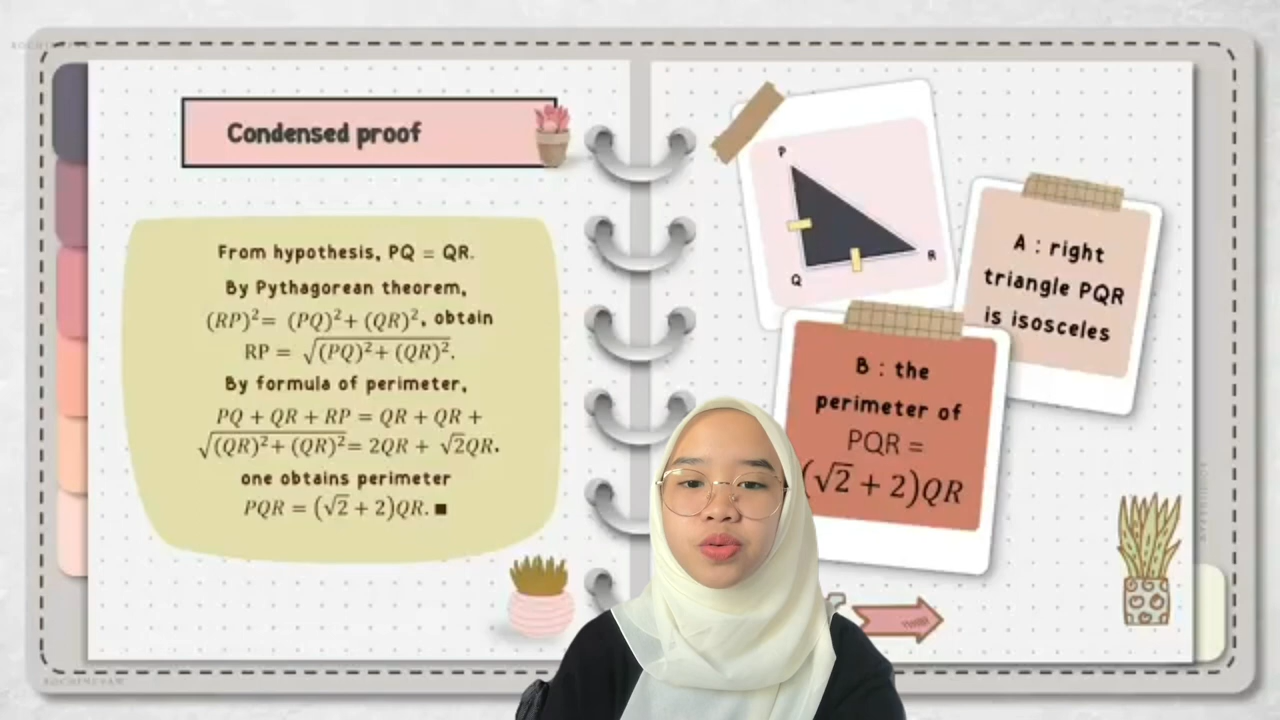 Condensed proof
From hypothesis, PQ = QR.
By Pythagorean theorem,
(RP)²= (PQ)²+ (QR)², obtain
RP = √(PQ)²+ (QR)².
By formula of perimeter,
PQ + QR + RP = QR + QR +
√(QR)²+ (QR)²= 2QR + √2QR.
one obtains perimeter
PQR = (√2 + 2)QR. ■
P
Q
R
A : right
triangle PQR
is isosceles
B : the
perimeter of
PQR =
(√2 + 2)QR